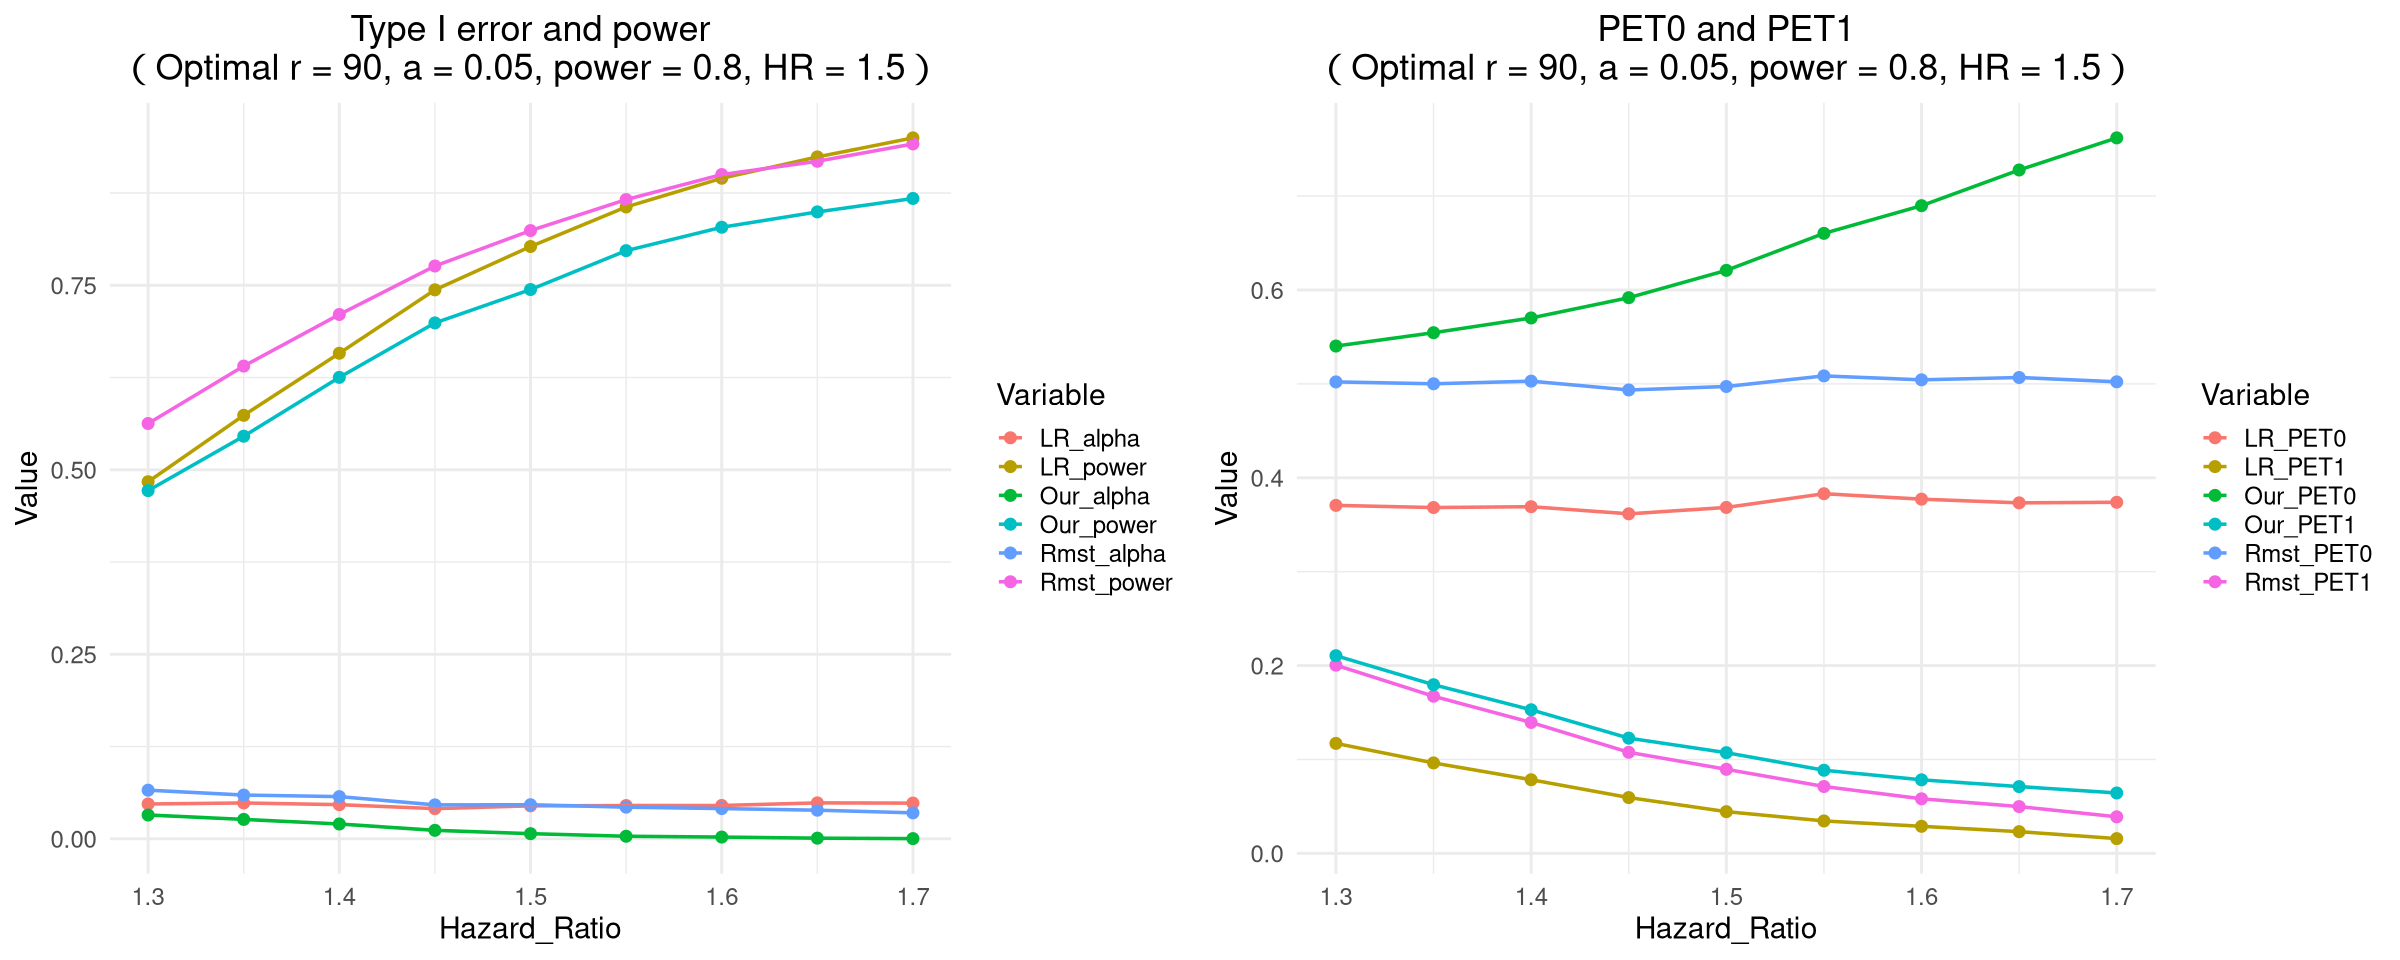 Type I error and power
( Optimal r = 90, a = 0.05, power = 0.8, HR = 1.5 )
Value
0.75
0.50
0.25
0.00
1.3
1.4
1.5
1.6
1.7
Hazard_Ratio
Variable
LR_alpha
LR_power
Our_alpha
Our_power
Rmst_alpha
Rmst_power
PET0 and PET1
( Optimal r = 90, a = 0.05, power = 0.8, HR = 1.5 )
Value
0.6
0.4
0.2
0.0
1.3
1.4
1.5
1.6
1.7
Hazard_Ratio
Variable
LR_PET0
LR_PET1
Our_PET0
Our_PET1
Rmst_PET0
Rmst_PET1